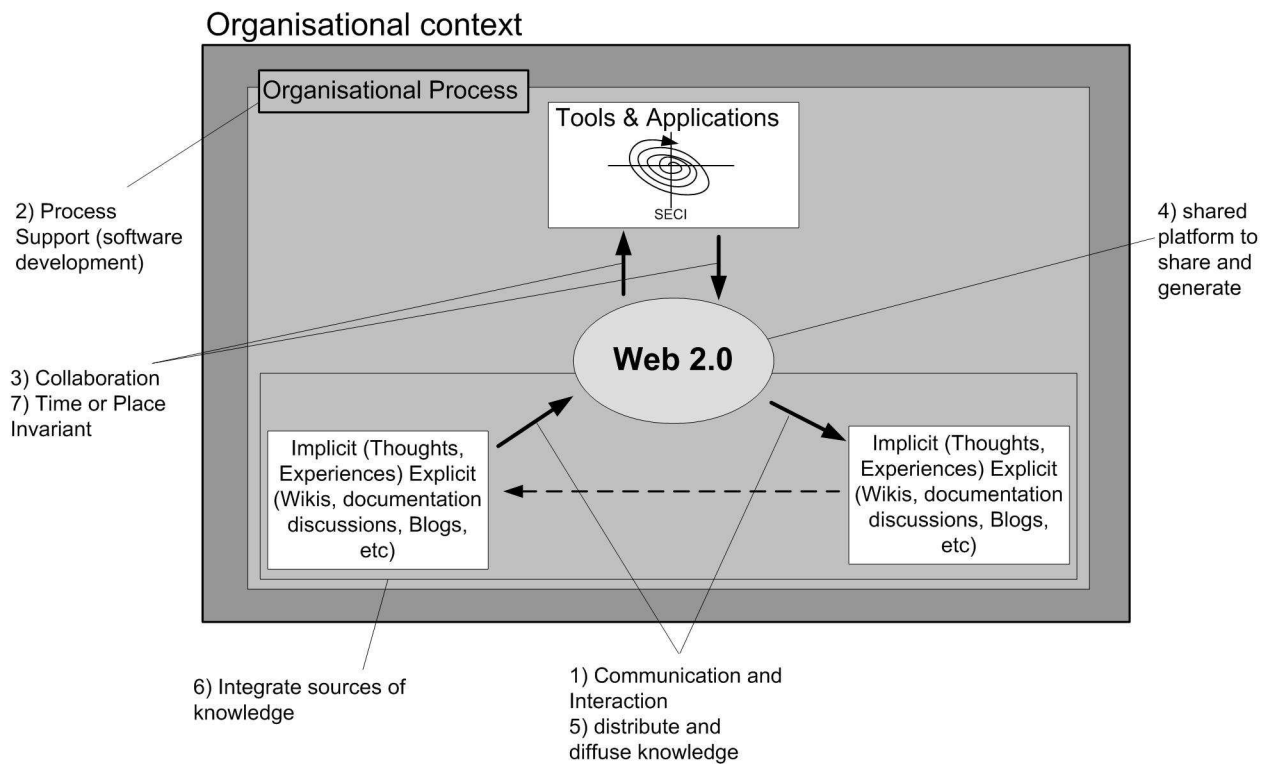 Organisational context
Organisational Process
Tools & Applications
SECI
2) Process
Support (software
development)
4) shared
platform to
share and
generate
Web 2.0
3) Collaboration
7) Time or Place
Invariant
Implicit (Thoughts,
Experiences) Explicit
(Wikis, documentation
discussions, Blogs,
etc)
Implicit (Thoughts,
Experiences) Explicit
(Wikis, documentation
discussions, Blogs,
etc)
6) Integrate sources of
knowledge
1) Communication and
Interaction
5) distribute and
diffuse knowledge